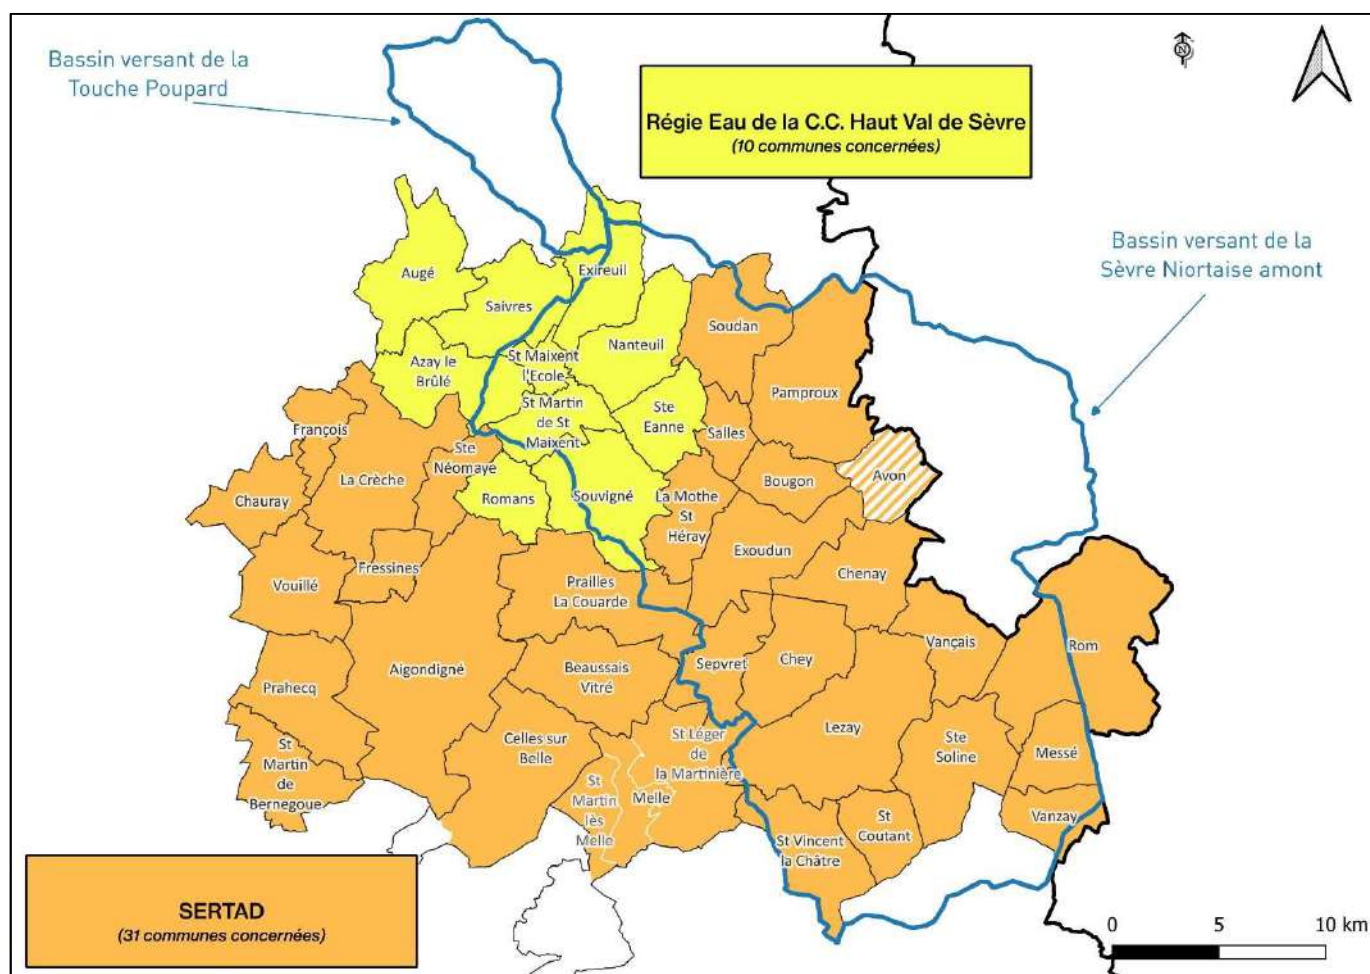 Bassin versant de la
Touche Poupard
Régie Eau de la C.C. Haut Val de Sèvre
(10 communes concernées)
N
Bassin versant de la
Sèvre Niortaise amont
Augé
Exireuil
Saivres
Soudan
Nanteuil
St Maixent
l'Ecole
Azay le
Brûlé
Pamproux
St Martin
de St
Maixent
Ste
Eanne
Salles
François
Ste
Néomaye
La Crèche
Avon
Bougon
Chauray
Romans
Souvigné
La Mothe
St
Héray
Exoudun
Fressines
Chenay
Vouillé
Prailles
La Couarde
Vançais
Rom
Sepvret
Chey
Aigondigné
Beaussais
Vitré
Prahecq
Lezay
St Léger
de
la Martinière
Celles sur
Belle
Ste
Soline
Messé
St
Martin
de
Bernegoue
St
Martin
lès
Melle
Melle
Vanzay
St
Coutant
St Vincent
la Châtre
SERTAD
(31 communes concernées)
0 5 10 km